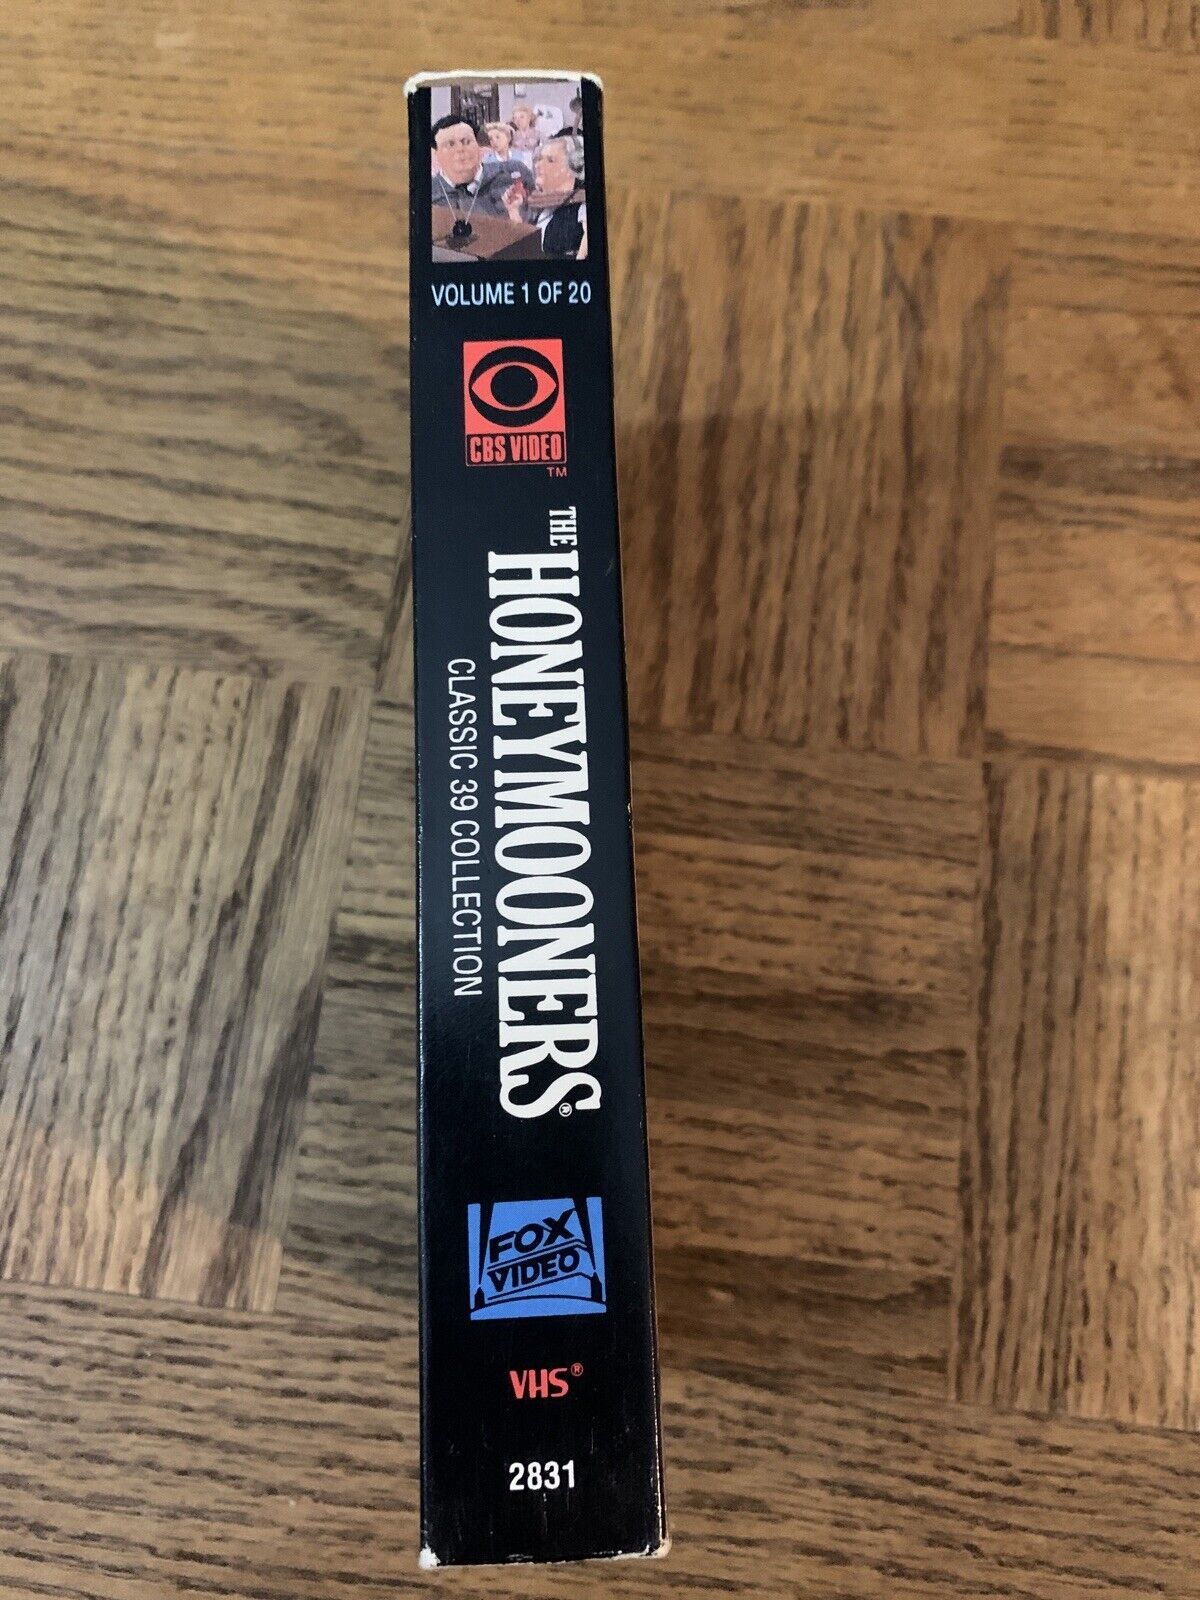 VOLUME 1 OF 20
CBS VIDEO
TM
THE
HONEYMOONERS®
CLASSIC 39 COLLECTION
FOX
VIDEO
VHS®
2831